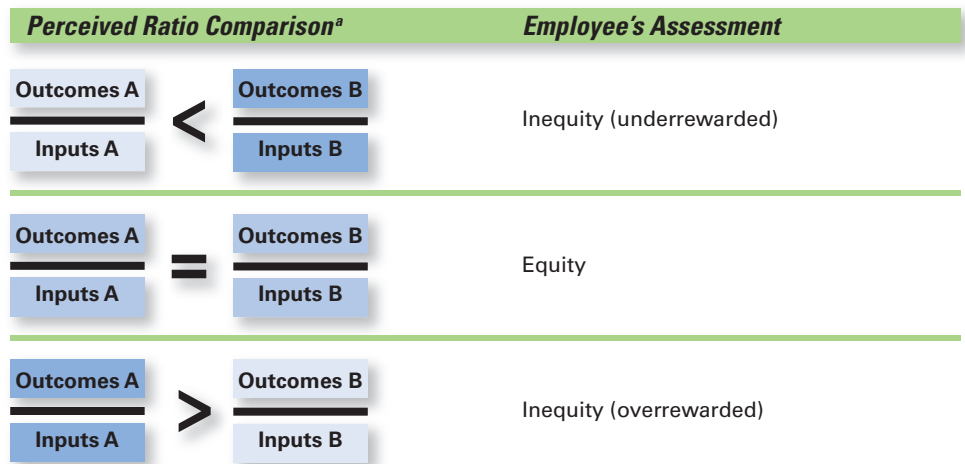 Perceived Ratio Comparisonᵃ Employee's Assessment
Outcomes A Outcomes B
< Inequity (underrewarded)
Inputs A Inputs B
Outcomes A Outcomes B
= Equity
Inputs A Inputs B
Outcomes A Outcomes B
> Inequity (overrewarded)
Inputs A Inputs B